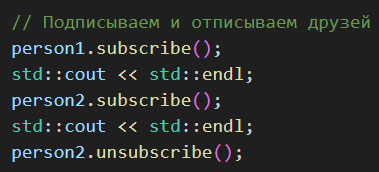 // Подписываем и отписываем друзей
person1.subscribe();
std::cout << std::endl;
person2.subscribe();
std::cout << std::endl;
person2.unsubscribe();